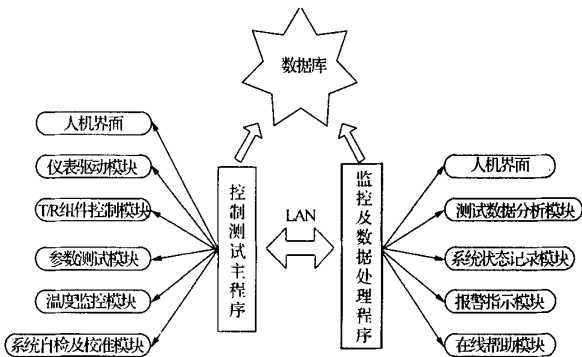 数据库
人机界面
仪表驱动模块
T/R组件控制模块
参数测试模块
温度监控模块
系统自检及校准模块
控制测试主程序
LAN
监控及数据处理程序
人机界面
测试数据分析模块
系统状态记录模块
报警指示模块
在线帮助模块